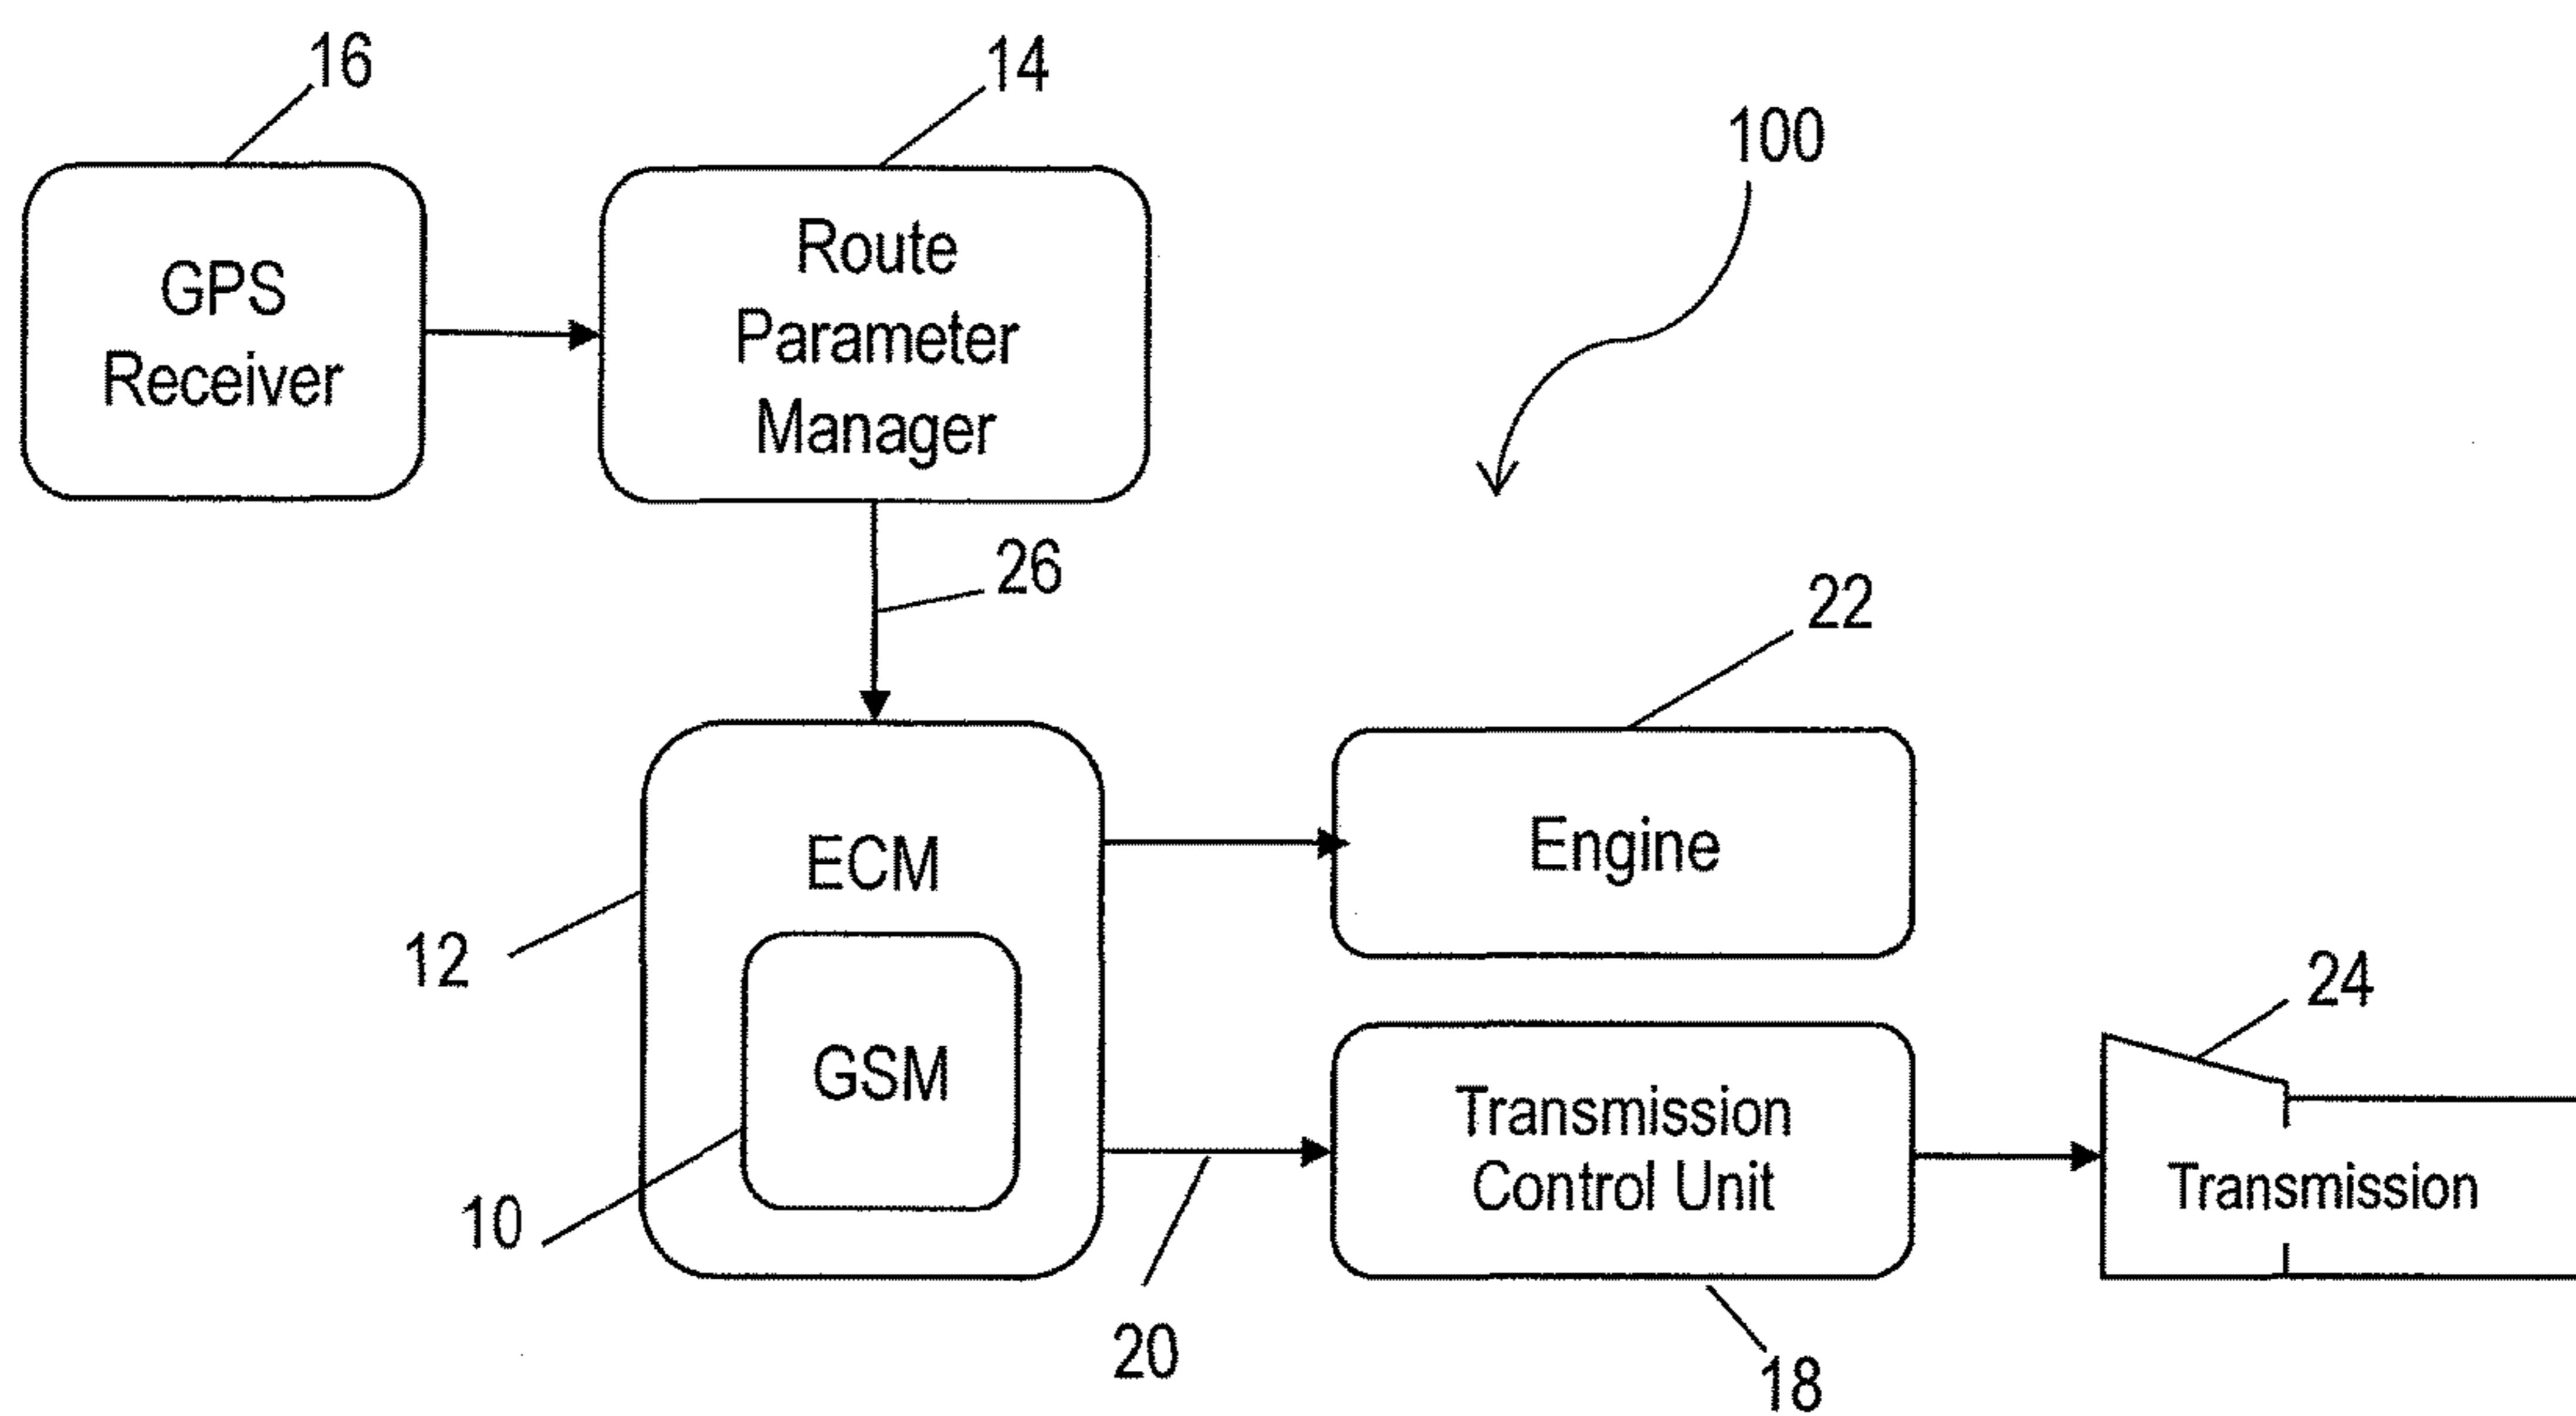 16
14
100
GPS
Receiver
Route
Parameter
Manager
26
22
ECM
Engine
12
24
GSM
Transmission
Control Unit
Transmission
10
20
18